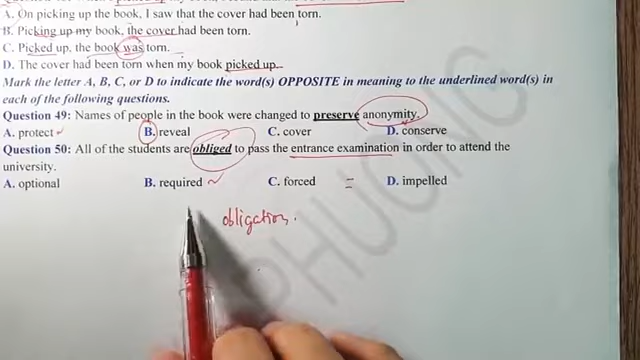 A. On picking up the book, I saw that the cover had been torn.
B. Picking up my book, the cover had been torn.
C. Picked up, the book was torn.
D. The cover had been torn when my book picked up.
Mark the letter A, B, C, or D to indicate the word(s) OPPOSITE in meaning to the underlined word(s) in
each of the following questions.
Question 49: Names of people in the book were changed to preserve anonymity.
A. protect B. reveal C. cover D. conserve
Question 50: All of the students are obliged to pass the entrance examination in order to attend the
university.
A. optional B. required C. forced = D. impelled
obligation.
PHUONG